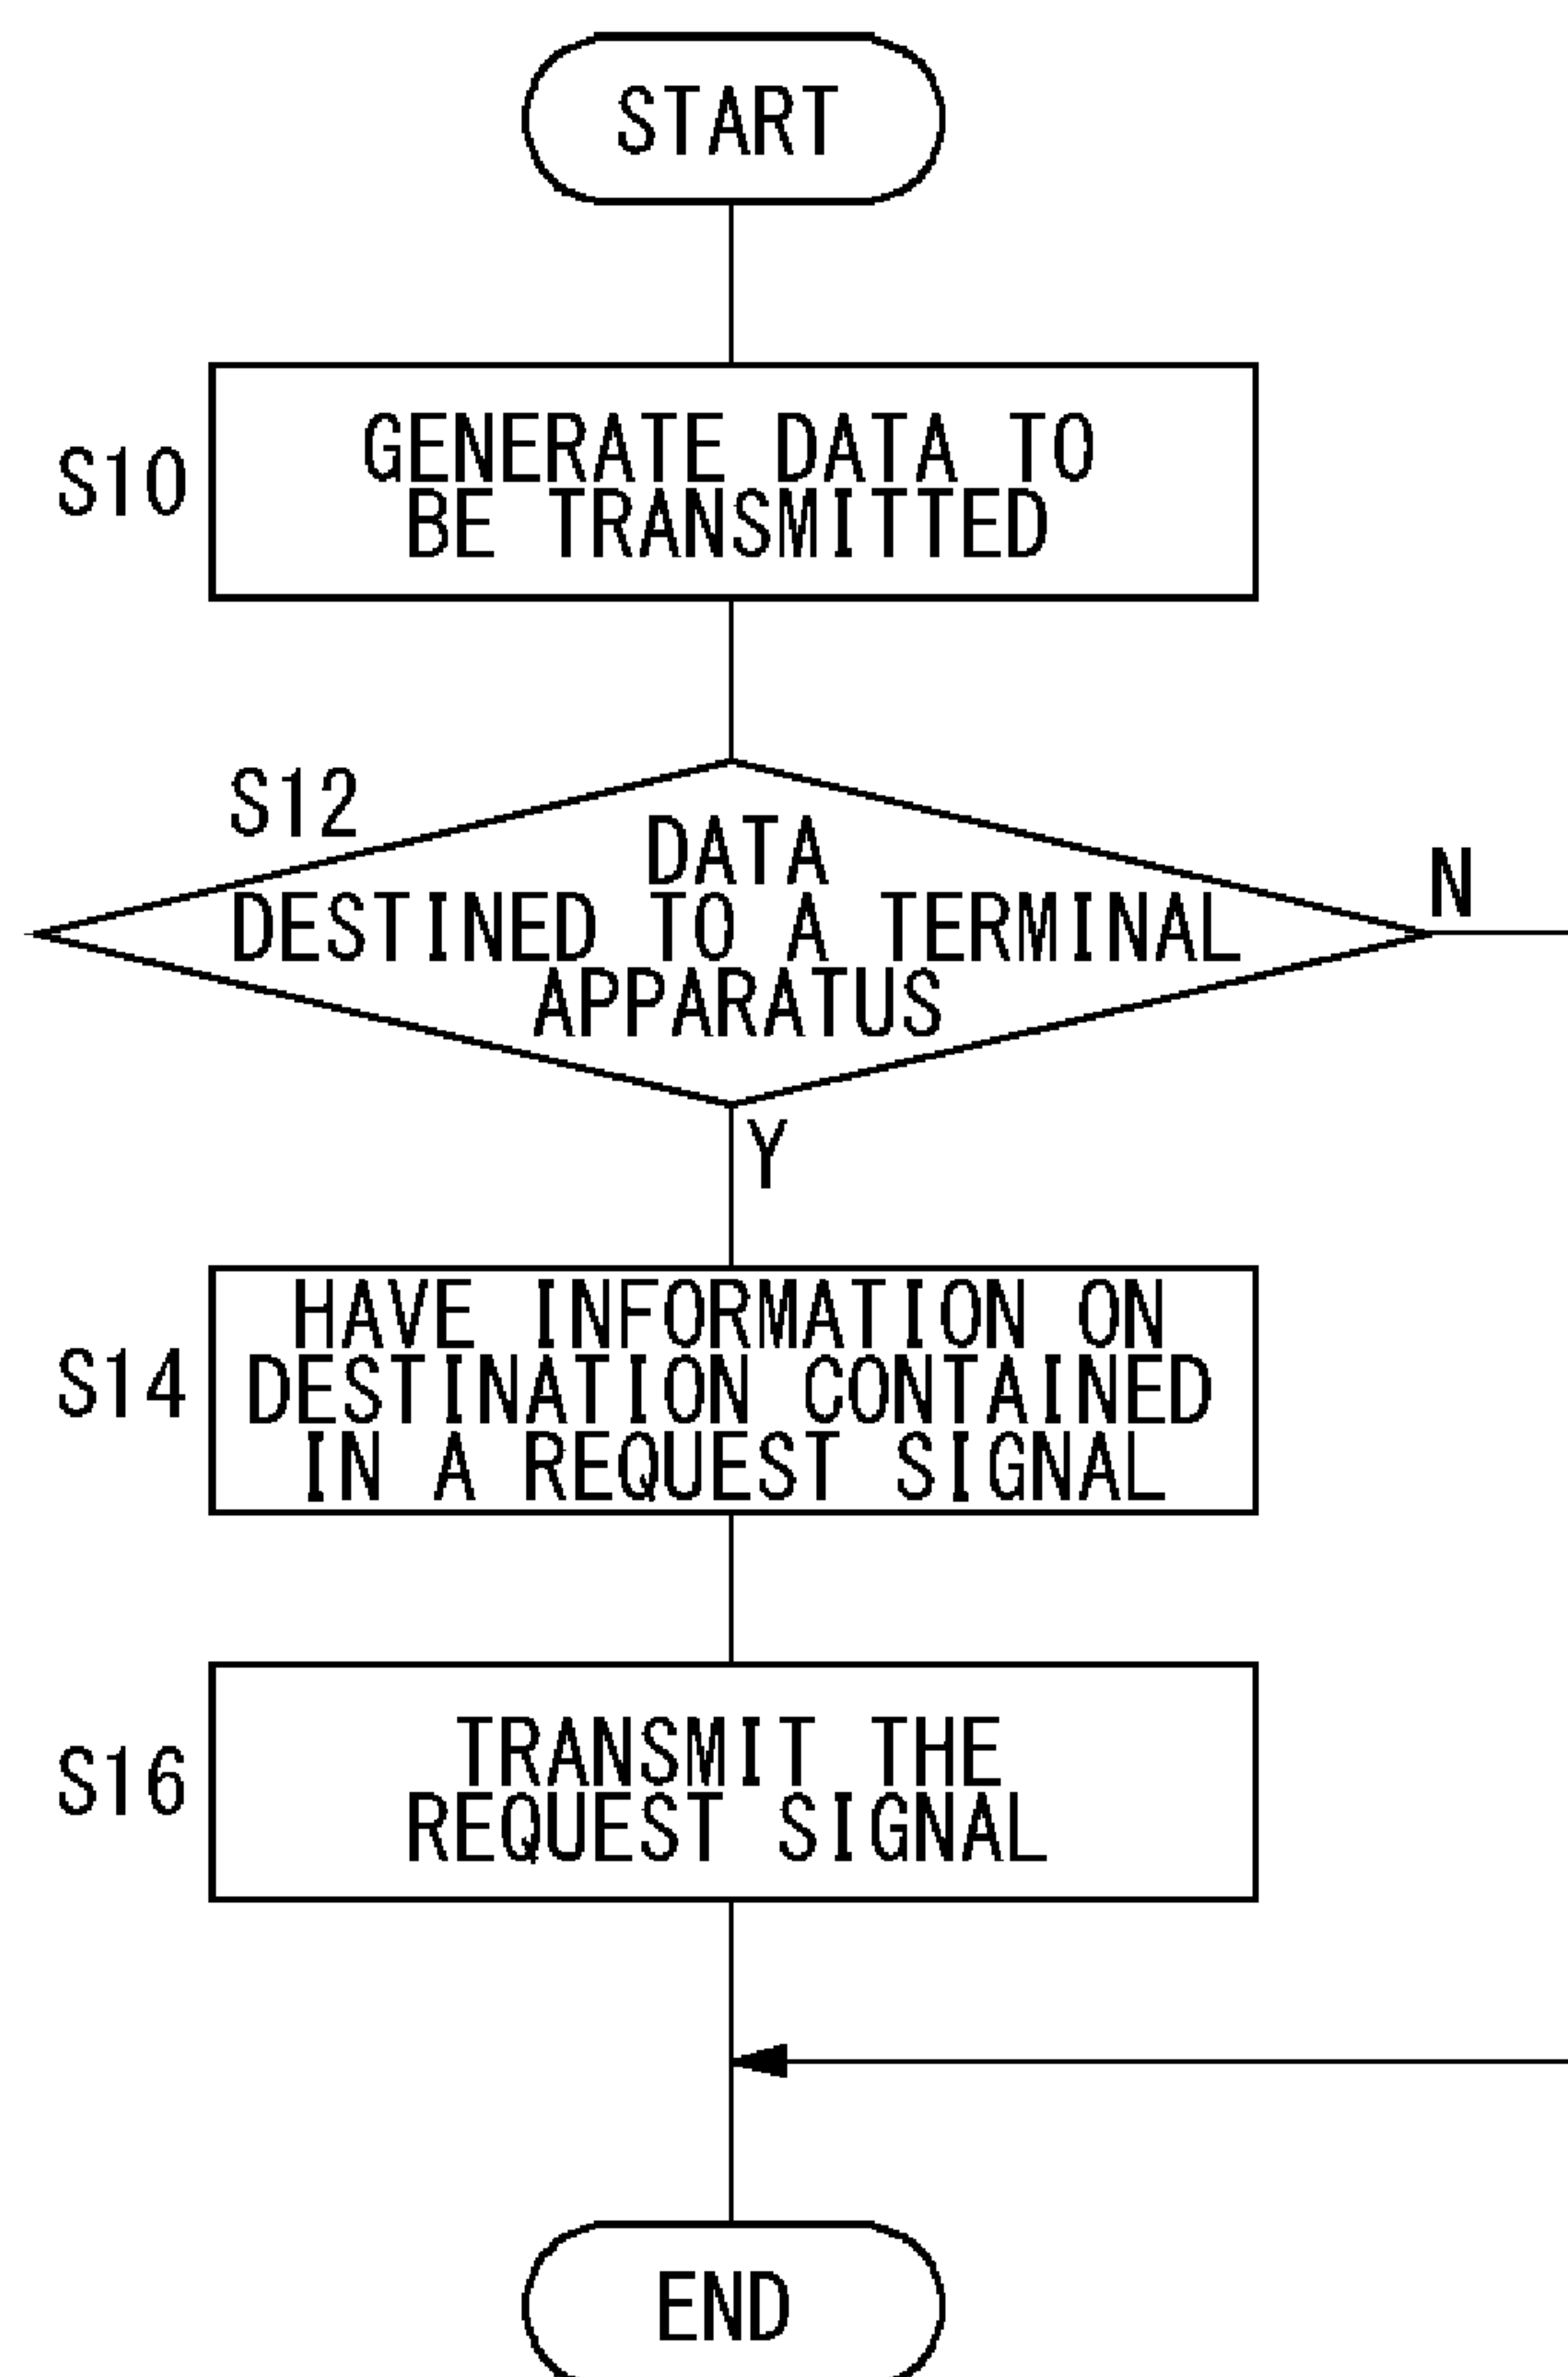 START
S10
GENERATE DATA TO
BE TRANSMITTED
S12
DATA
DESTINED TO A TERMINAL
APPARATUS
N
Y
S14
HAVE INFORMATION ON
DESTINATION CONTAINED
IN A REQUEST SIGNAL
S16
TRANSMIT THE
REQUEST SIGNAL
END